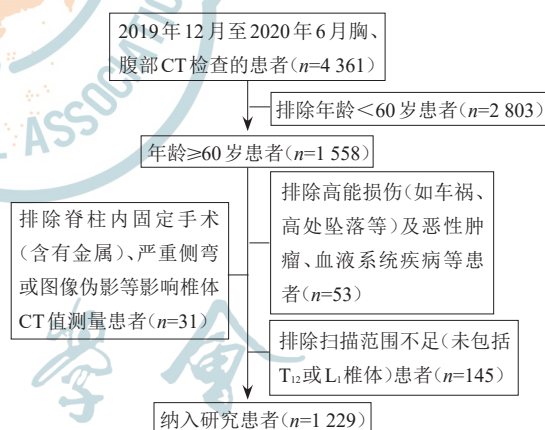 2019年12月至2020年6月胸、
腹部CT检查的患者(n=4 361)
排除年龄＜60岁患者(n=2 803)
年龄≥60岁患者(n=1 558)
排除高能损伤(如车祸、
高处坠落等)及恶性肿
瘤、血液系统疾病等患
者(n=53)
排除脊柱内固定手术
(含有金属)、严重侧弯
或图像伪影等影响椎体
CT值测量患者(n=31)
排除扫描范围不足(未包括
T₁₂或L₁椎体)患者(n=145)
纳入研究患者(n=1 229)
ASSOCIATION
學會